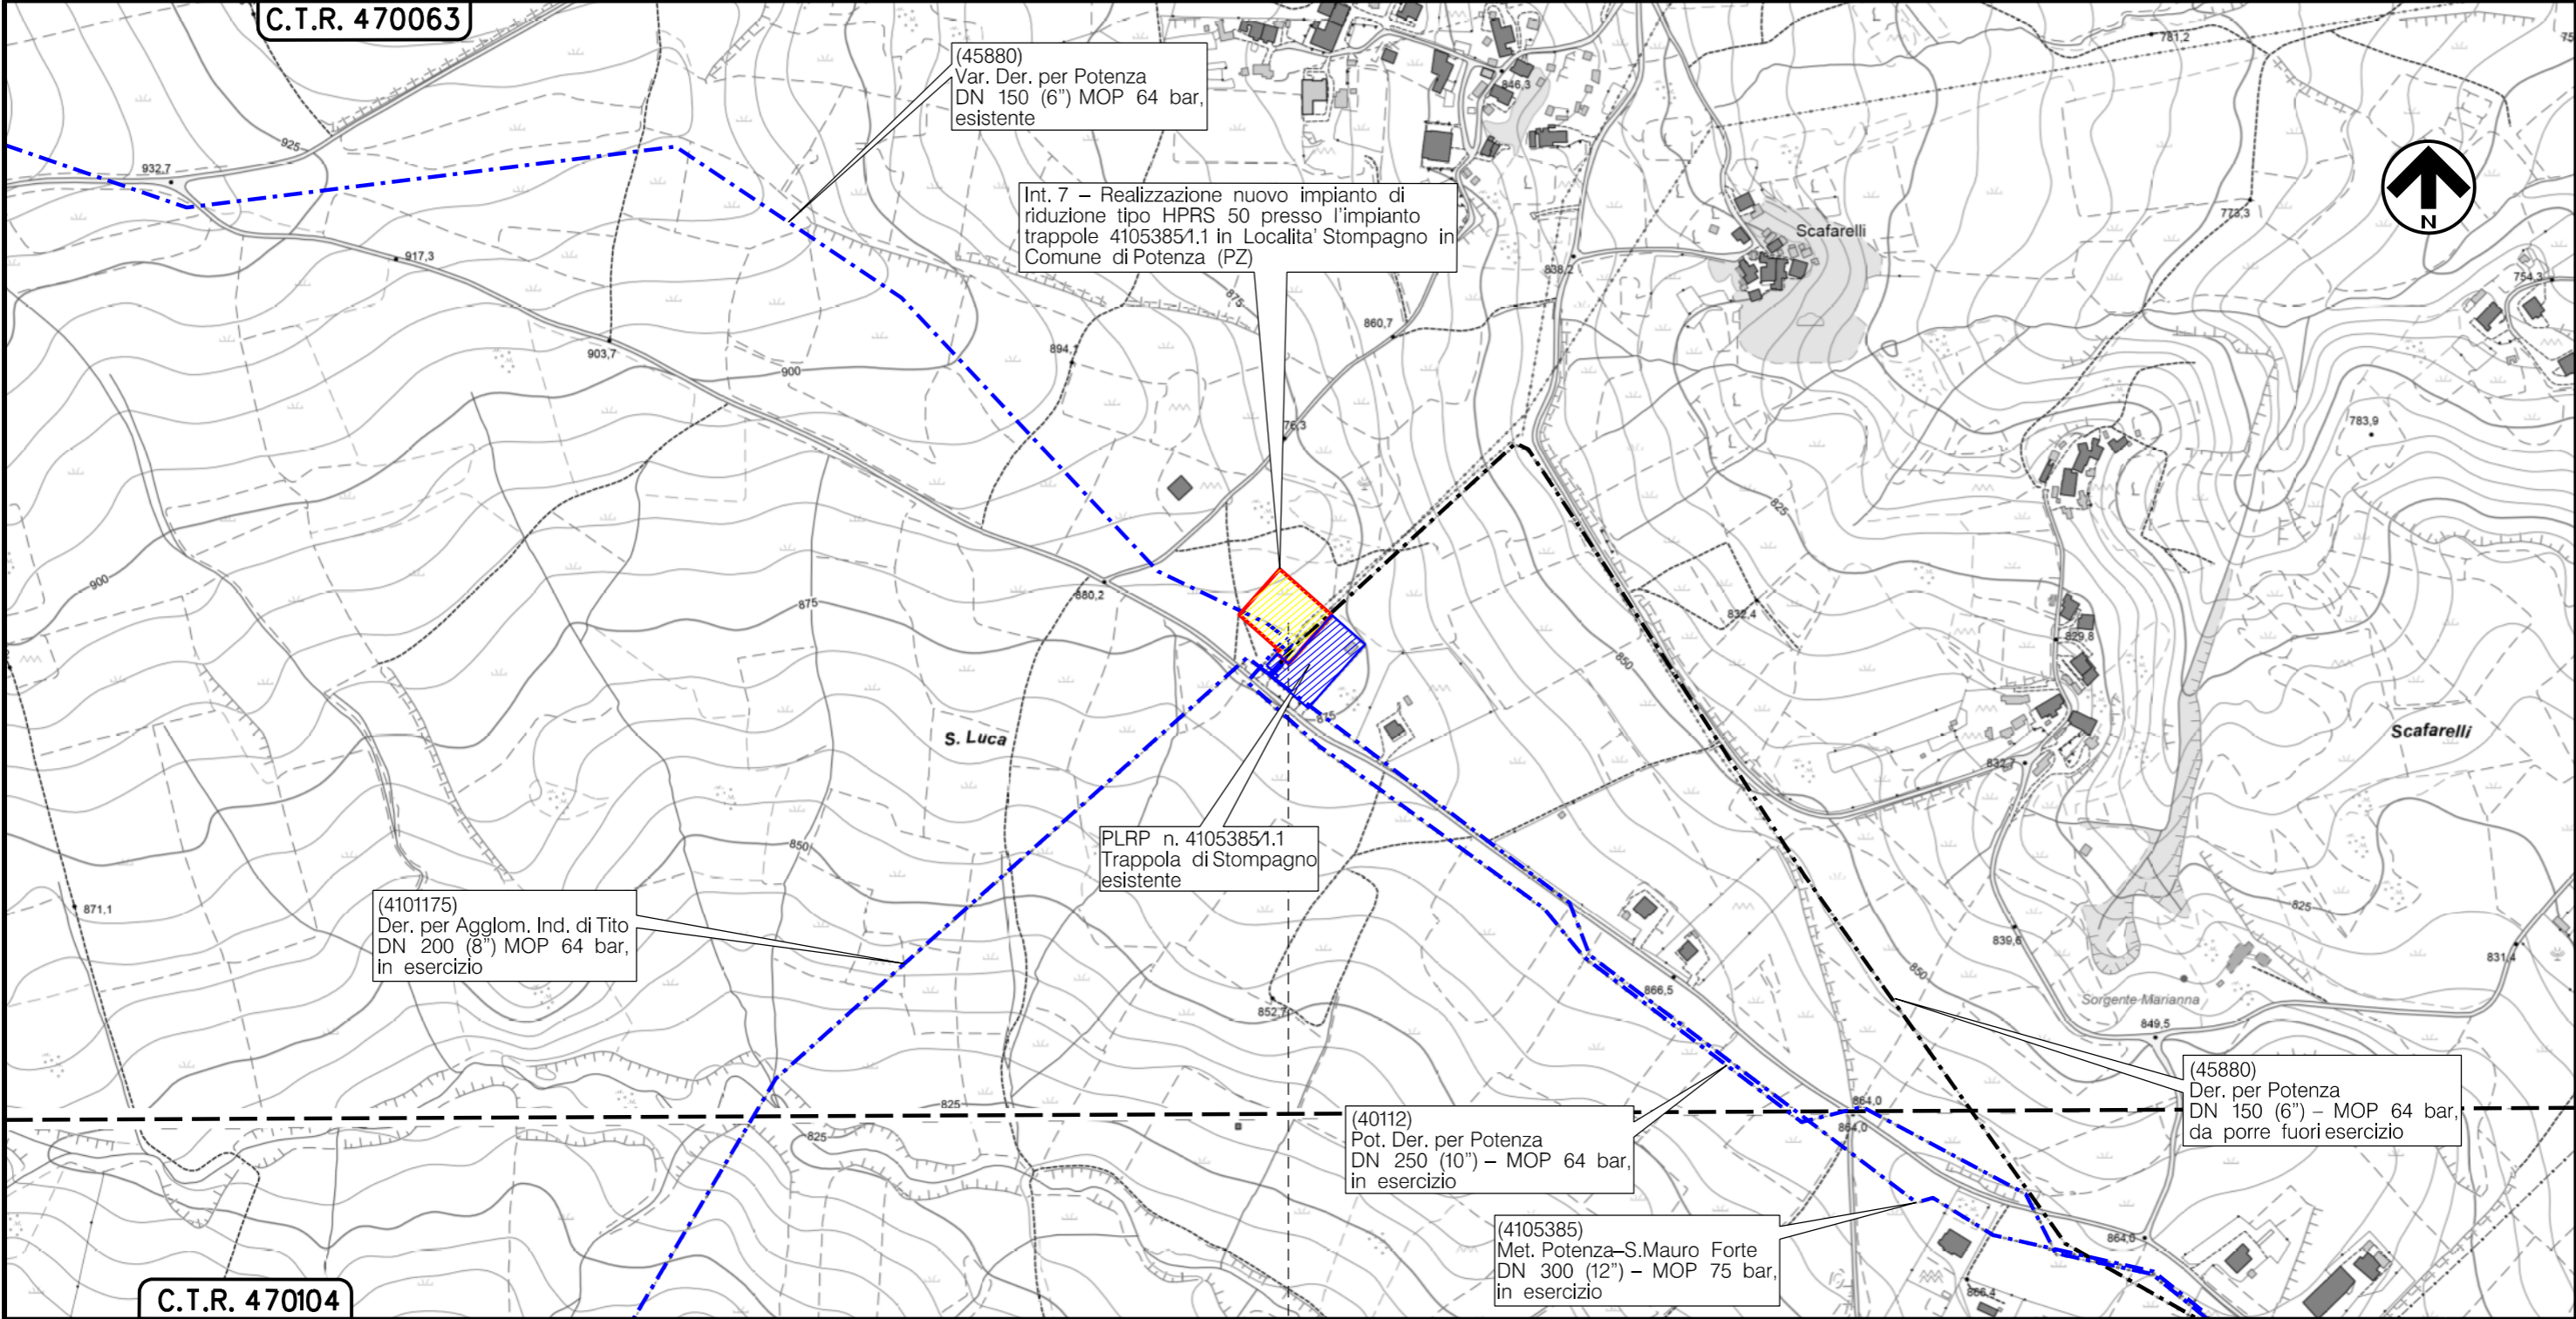 C.T.R. 470063
(45880)
Var. Der. per Potenza
DN 150 (6") MOP 64 bar,
esistente
781,2
846,3
932,7
925
Int. 7 – Realizzazione nuovo impianto di
riduzione tipo HPRS 50 presso l'impianto
trappole 4105385/1.1 in Localita' Stompagno in
Comune di Potenza (PZ)
N
773,3
Scafarelli
917,3
838,2
754,3
875
860,7
903,7
894,1
900
76,3
783,9
825
900
880,2
875
832,4
829,8
850
875
S. Luca
Scafarelli
832,7
PLRP n. 4105385/1.1
Trappola di Stompagno
esistente
850
(4101175)
Der. per Agglom. Ind. di Tito
DN 200 (8") MOP 64 bar,
in esercizio
871,1
825
839,6
831,4
850
866,5
Sorgente Marianna
852,7
849,5
(45880)
Der. per Potenza
DN 150 (6") – MOP 64 bar,
da porre fuori esercizio
825
864,0
864,0
(40112)
Pot. Der. per Potenza
DN 250 (10") – MOP 64 bar,
in esercizio
825
(4105385)
Met. Potenza–S.Mauro Forte
DN 300 (12") – MOP 75 bar,
in esercizio
864,0
866,4
C.T.R. 470104